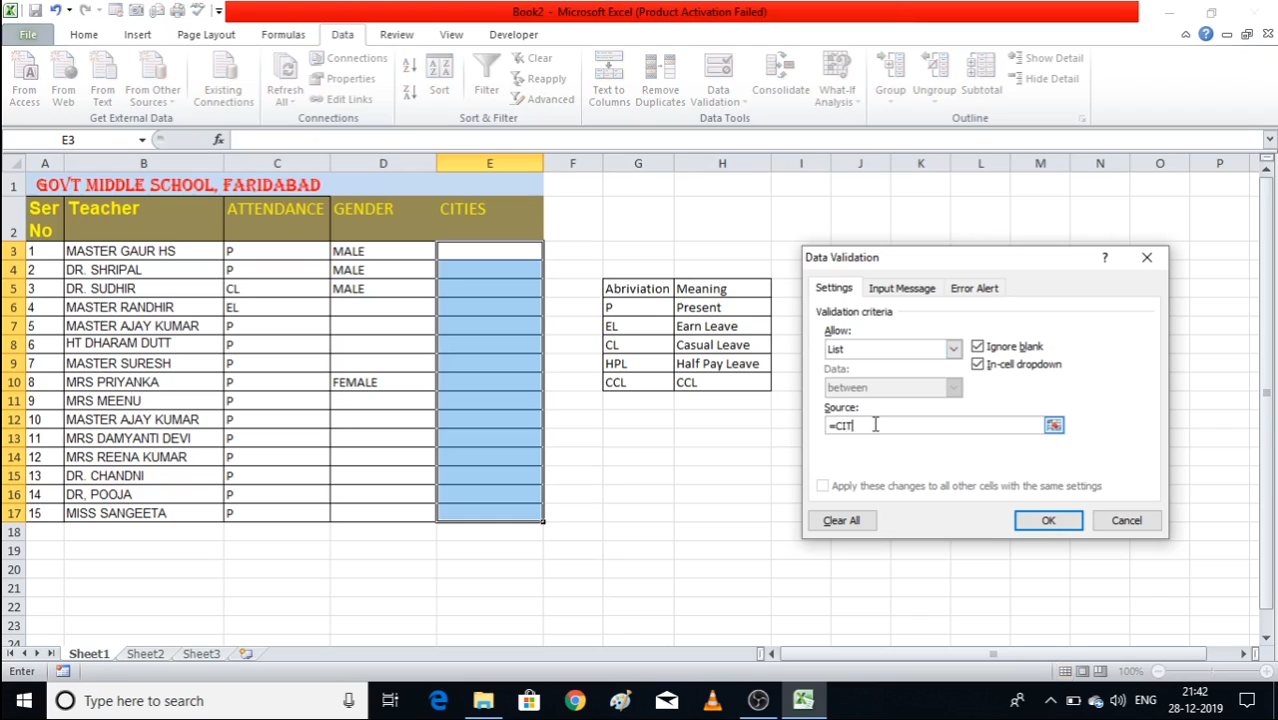 Book2 - Microsoft Excel (Product Activation Failed)
File Home Insert Page Layout Formulas Data Review View Developer
From Access
From Web
From Text
From Other Sources
Existing Connections
Get External Data
Refresh All
Connections
Properties
Edit Links
Connections
Sort
Filter
Clear
Reapply
Advanced
Sort & Filter
Text to Columns
Remove Duplicates
Data Validation
Consolidate
What-If Analysis
Data Tools
Group
Ungroup
Subtotal
Show Detail
Hide Detail
Outline
E3 fx
A B C D E F G H I J K L M N O P
1 GOVT MIDDLE SCHOOL, FARIDABAD
2 Ser No Teacher ATTENDANCE GENDER CITIES
3 1 MASTER GAUR HS P MALE
4 2 DR. SHRIPAL P MALE
5 3 DR. SUDHIR CL MALE Abriviation Meaning
6 4 MASTER RANDHIR EL P Present
7 5 MASTER AJAY KUMAR P EL Earn Leave
8 6 HT DHARAM DUTT P CL Casual Leave
9 7 MASTER SURESH P HPL Half Pay Leave
10 8 MRS PRIYANKA P FEMALE CCL CCL
11 9 MRS MEENU P
12 10 MASTER AJAY KUMAR P
13 11 MRS DAMYANTI DEVI P
14 12 MRS REENA KUMAR P
15 13 DR. CHANDNI P
16 14 DR, POOJA P
17 15 MISS SANGEETA P
18
19
20
21
22
23
24
Data Validation ?
Settings Input Message Error Alert
Validation criteria
Allow:
List
Ignore blank
In-cell dropdown
Data:
between
Source:
=CIT
Apply these changes to all other cells with the same settings
Clear All OK Cancel
Sheet1 Sheet2 Sheet3
Enter 100%
Type here to search
ENG
21:42
28-12-2019